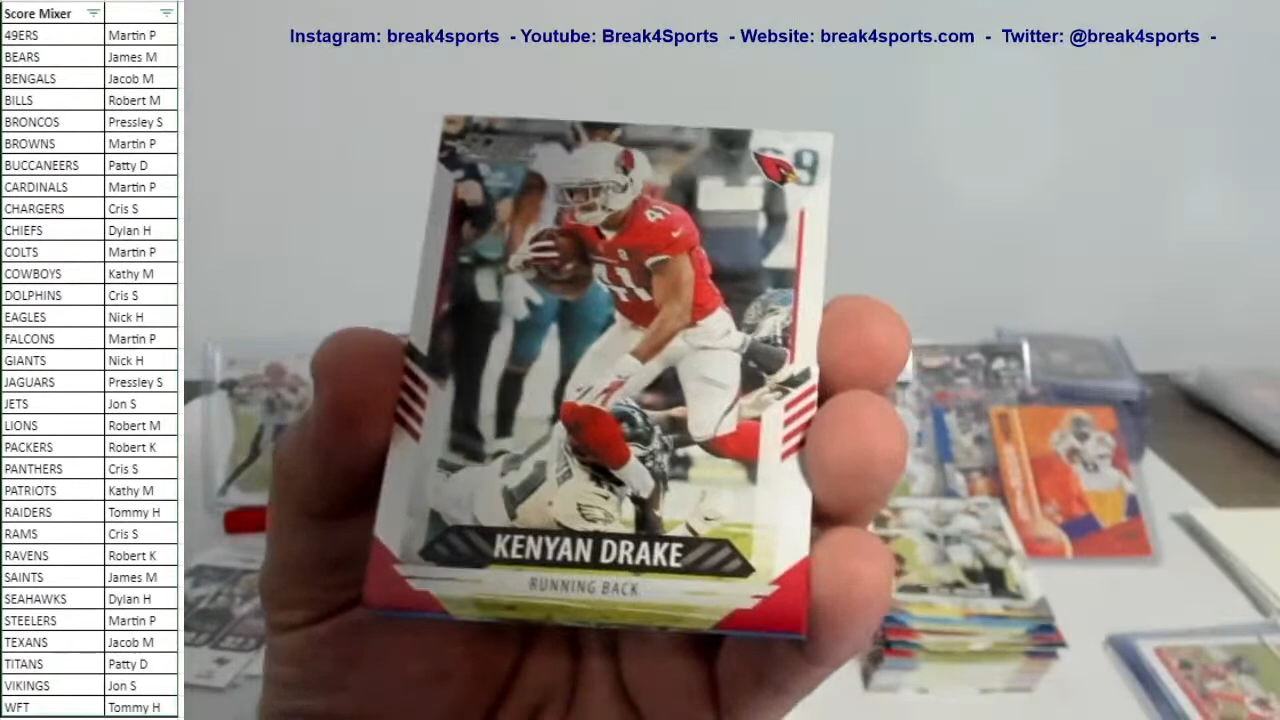 Score Mixer
49ERS Martin P
BEARS James M
BENGALS Jacob M
BILLS Robert M
BRONCOS Pressley S
BROWNS Martin P
BUCCANEERS Patty D
CARDINALS Martin P
CHARGERS Cris S
CHIEFS Dylan H
COLTS Martin P
COWBOYS Kathy M
DOLPHINS Cris S
EAGLES Nick H
FALCONS Martin P
GIANTS Nick H
JAGUARS Pressley S
JETS Jon S
LIONS Robert M
PACKERS Robert K
PANTHERS Cris S
PATRIOTS Kathy M
RAIDERS Tommy H
RAMS Cris S
RAVENS Robert K
SAINTS James M
SEAHAWKS Dylan H
STEELERS Martin P
TEXANS Jacob M
TITANS Patty D
VIKINGS Jon S
WFT Tommy H
Instagram: break4sports - Youtube: Break4Sports - Website: break4sports.com - Twitter: @break4sports -
41
41
KENYAN DRAKE
RUNNING BACK